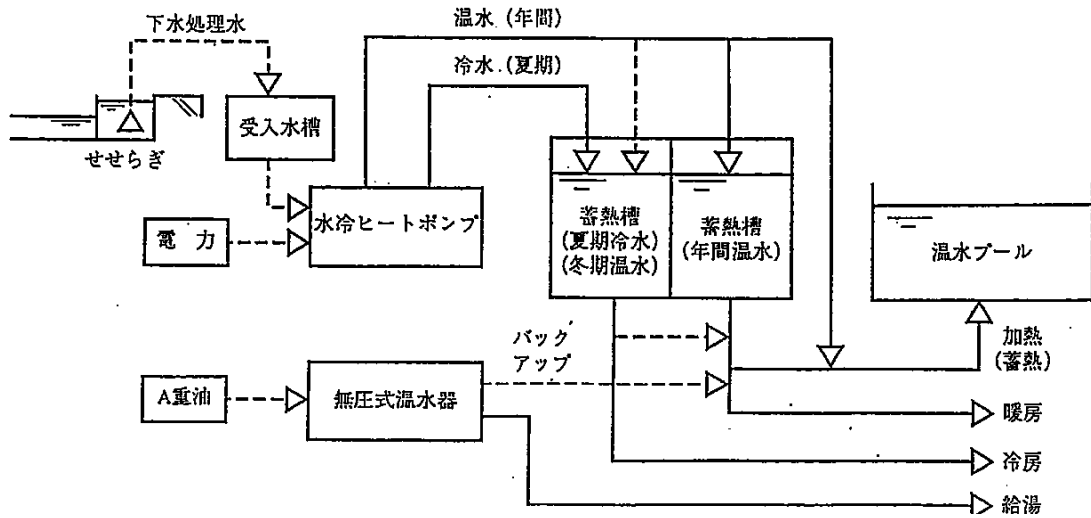 温水 (年間)
下水処理水
冷水 (夏期)
受入水槽
せせらぎ
水冷ヒートポンプ
電 力
蓄熱槽
(夏期冷水)
(冬期温水)
蓄熱槽
(年間温水)
温水プール
バック
アップ
加熱
(蓄熱)
A重油
無圧式温水器
暖房
冷房
給湯